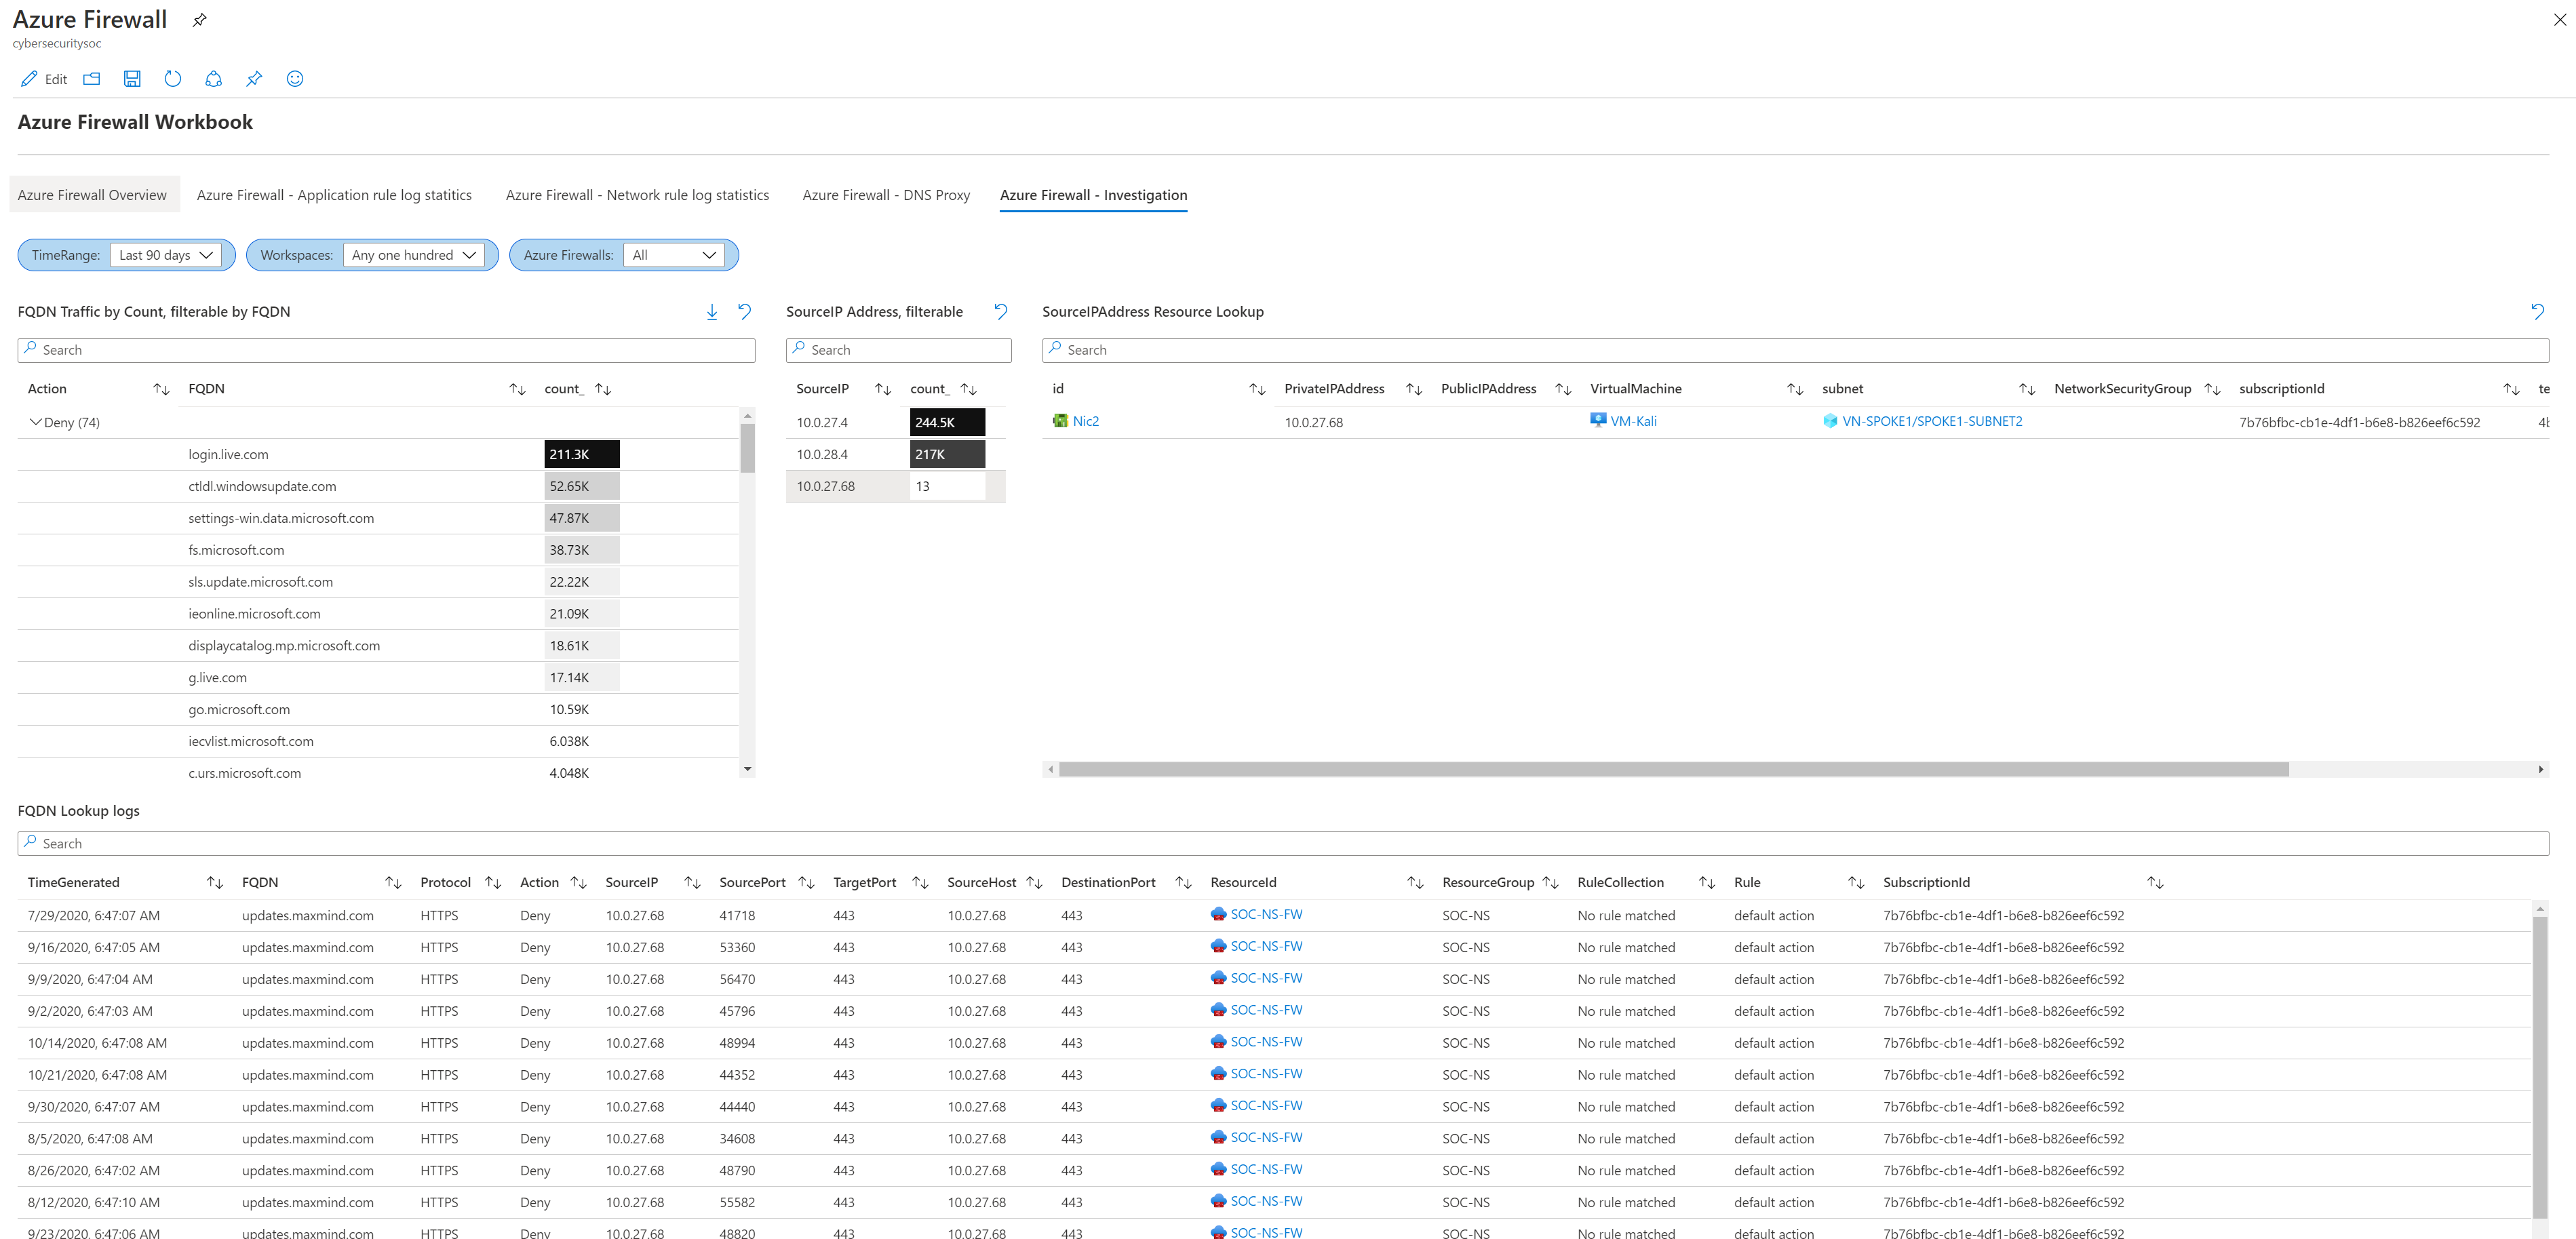 Azure Firewall
cybersecuritysoc
Edit
Azure Firewall Workbook
Azure Firewall Overview Azure Firewall - Application rule log statitics Azure Firewall - Network rule log statistics Azure Firewall - DNS Proxy Azure Firewall - Investigation
TimeRange: Last 90 days Workspaces: Any one hundred Azure Firewalls: All
FQDN Traffic by Count, filterable by FQDN
Search
Action FQDN count_
Deny (74)
login.live.com 211.3K
ctldl.windowsupdate.com 52.65K
settings-win.data.microsoft.com 47.87K
fs.microsoft.com 38.73K
sls.update.microsoft.com 22.22K
ieonline.microsoft.com 21.09K
displaycatalog.mp.microsoft.com 18.61K
g.live.com 17.14K
go.microsoft.com 10.59K
iecvlist.microsoft.com 6.038K
c.urs.microsoft.com 4.048K
SourceIP Address, filterable
Search
SourceIP count_
10.0.27.4 244.5K
10.0.28.4 217K
10.0.27.68 13
SourceIPAddress Resource Lookup
Search
id PrivateIPAddress PublicIPAddress VirtualMachine subnet NetworkSecurityGroup subscriptionId te
Nic2 10.0.27.68 VM-Kali VN-SPOKE1/SPOKE1-SUBNET2 7b76bfbc-cb1e-4df1-b6e8-b826eef6c592
FQDN Lookup logs
Search
TimeGenerated FQDN Protocol Action SourceIP SourcePort TargetPort SourceHost DestinationPort ResourceId ResourceGroup RuleCollection Rule SubscriptionId
7/29/2020, 6:47:07 AM updates.maxmind.com HTTPS Deny 10.0.27.68 41718 443 10.0.27.68 443 SOC-NS-FW SOC-NS No rule matched default action 7b76bfbc-cb1e-4df1-b6e8-b826eef6c592
9/16/2020, 6:47:05 AM updates.maxmind.com HTTPS Deny 10.0.27.68 53360 443 10.0.27.68 443 SOC-NS-FW SOC-NS No rule matched default action 7b76bfbc-cb1e-4df1-b6e8-b826eef6c592
9/9/2020, 6:47:04 AM updates.maxmind.com HTTPS Deny 10.0.27.68 56470 443 10.0.27.68 443 SOC-NS-FW SOC-NS No rule matched default action 7b76bfbc-cb1e-4df1-b6e8-b826eef6c592
9/2/2020, 6:47:03 AM updates.maxmind.com HTTPS Deny 10.0.27.68 45796 443 10.0.27.68 443 SOC-NS-FW SOC-NS No rule matched default action 7b76bfbc-cb1e-4df1-b6e8-b826eef6c592
10/14/2020, 6:47:08 AM updates.maxmind.com HTTPS Deny 10.0.27.68 48994 443 10.0.27.68 443 SOC-NS-FW SOC-NS No rule matched default action 7b76bfbc-cb1e-4df1-b6e8-b826eef6c592
10/21/2020, 6:47:08 AM updates.maxmind.com HTTPS Deny 10.0.27.68 44352 443 10.0.27.68 443 SOC-NS-FW SOC-NS No rule matched default action 7b76bfbc-cb1e-4df1-b6e8-b826eef6c592
9/30/2020, 6:47:07 AM updates.maxmind.com HTTPS Deny 10.0.27.68 44440 443 10.0.27.68 443 SOC-NS-FW SOC-NS No rule matched default action 7b76bfbc-cb1e-4df1-b6e8-b826eef6c592
8/5/2020, 6:47:08 AM updates.maxmind.com HTTPS Deny 10.0.27.68 34608 443 10.0.27.68 443 SOC-NS-FW SOC-NS No rule matched default action 7b76bfbc-cb1e-4df1-b6e8-b826eef6c592
8/26/2020, 6:47:02 AM updates.maxmind.com HTTPS Deny 10.0.27.68 48790 443 10.0.27.68 443 SOC-NS-FW SOC-NS No rule matched default action 7b76bfbc-cb1e-4df1-b6e8-b826eef6c592
8/12/2020, 6:47:10 AM updates.maxmind.com HTTPS Deny 10.0.27.68 55582 443 10.0.27.68 443 SOC-NS-FW SOC-NS No rule matched default action 7b76bfbc-cb1e-4df1-b6e8-b826eef6c592
9/23/2020, 6:47:06 AM updates.maxmind.com HTTPS Deny 10.0.27.68 48820 443 10.0.27.68 443 SOC-NS-FW SOC-NS No rule matched default action 7b76bfbc-cb1e-4df1-b6e8-b826eef6c592